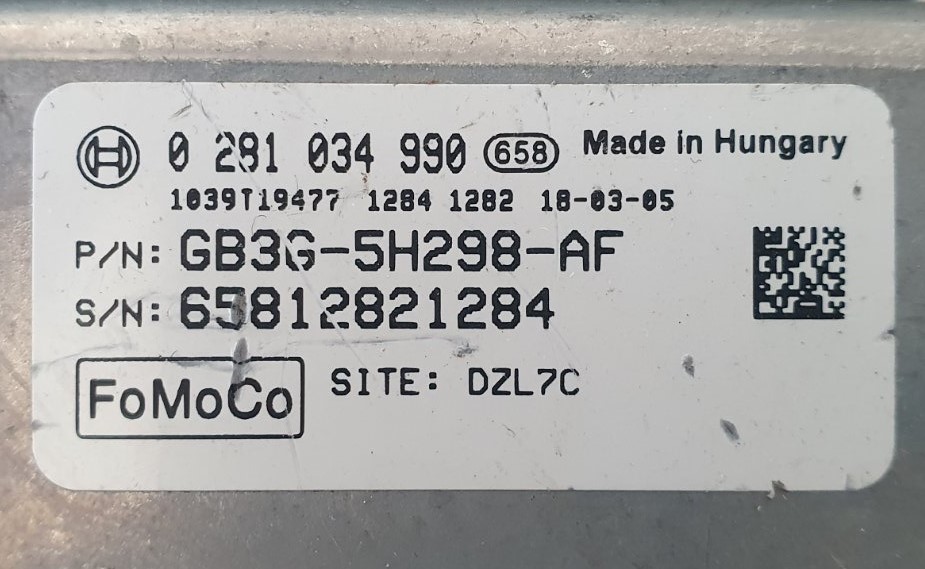 0 281 034 990 658 Made in Hungary
1039T19477 1284 1282 18-03-05
P/N: GB3G-5H298-AF
S/N: 65812821284
FoMoCo SITE: DZL7C